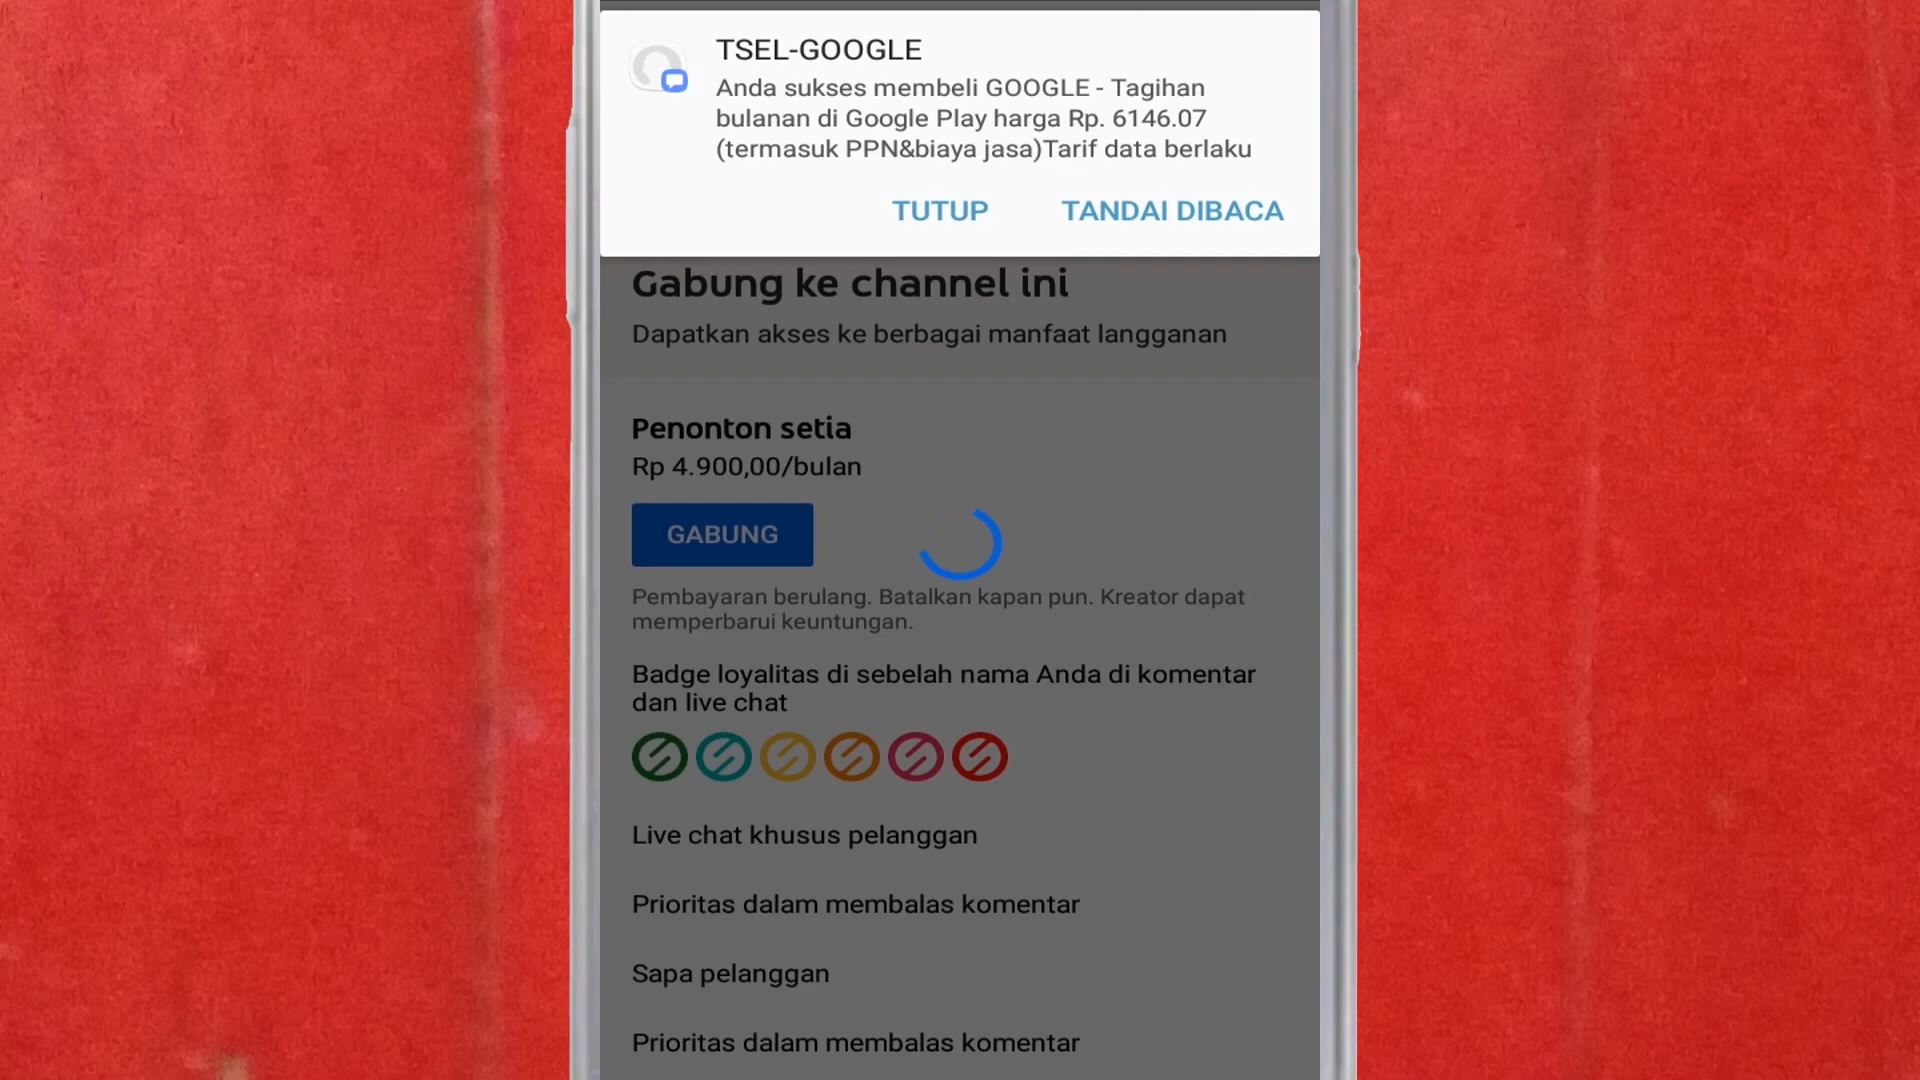 TSEL-GOOGLE
Anda sukses membeli GOOGLE - Tagihan
bulanan di Google Play harga Rp. 6146.07
(termasuk PPN&biaya jasa)Tarif data berlaku
TUTUP TANDAI DIBACA
Gabung ke channel ini
Dapatkan akses ke berbagai manfaat langganan
Penonton setia
Rp 4.900,00/bulan
GABUNG
Pembayaran berulang. Batalkan kapan pun. Kreator dapat
memperbarui keuntungan.
Badge loyalitas di sebelah nama Anda di komentar
dan live chat
Live chat khusus pelanggan
Prioritas dalam membalas komentar
Sapa pelanggan
Prioritas dalam membalas komentar